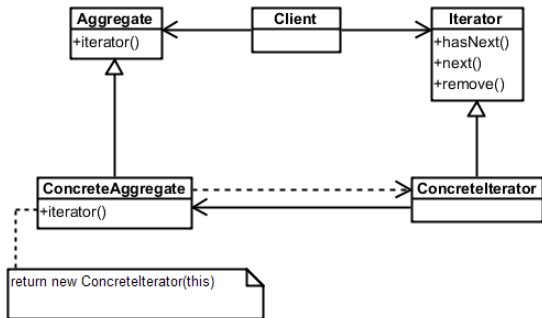 Aggregate
+iterator()
Client
Iterator
+hasNext()
+next()
+remove()
ConcreteAggregate
+iterator()
ConcreteIterator
return new ConcreteIterator(this)